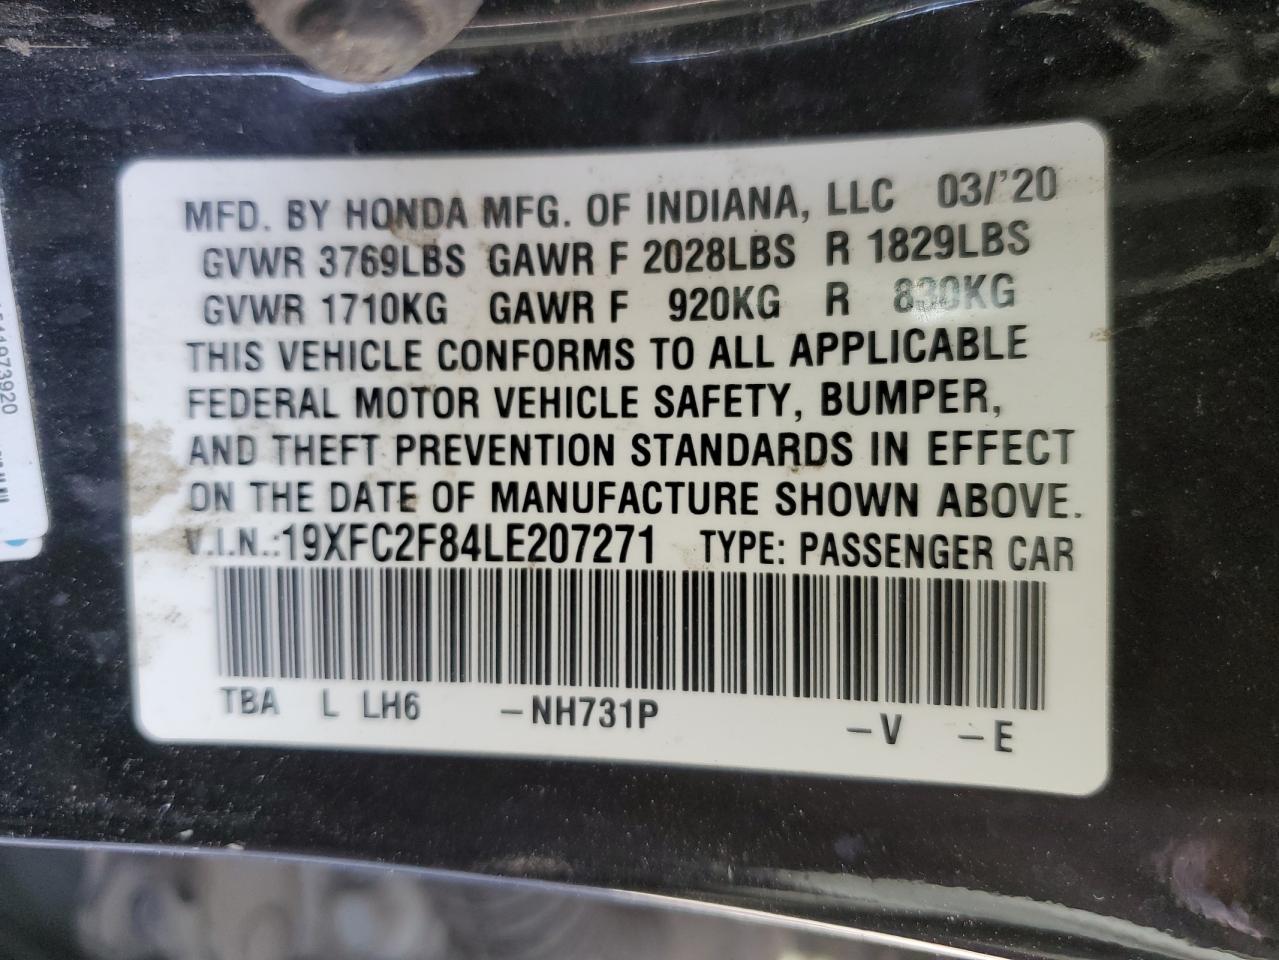 MFD. BY HONDA MFG. OF INDIANA, LLC 03/'20
GVWR 3769LBS GAWR F 2028LBS R 1829LBS
GVWR 1710KG GAWR F 920KG R 830KG
THIS VEHICLE CONFORMS TO ALL APPLICABLE
FEDERAL MOTOR VEHICLE SAFETY, BUMPER,
AND THEFT PREVENTION STANDARDS IN EFFECT
ON THE DATE OF MANUFACTURE SHOWN ABOVE.
V.I.N.:19XFC2F84LE207271 TYPE: PASSENGER CAR
TBA L LH6 –NH731P –V –E